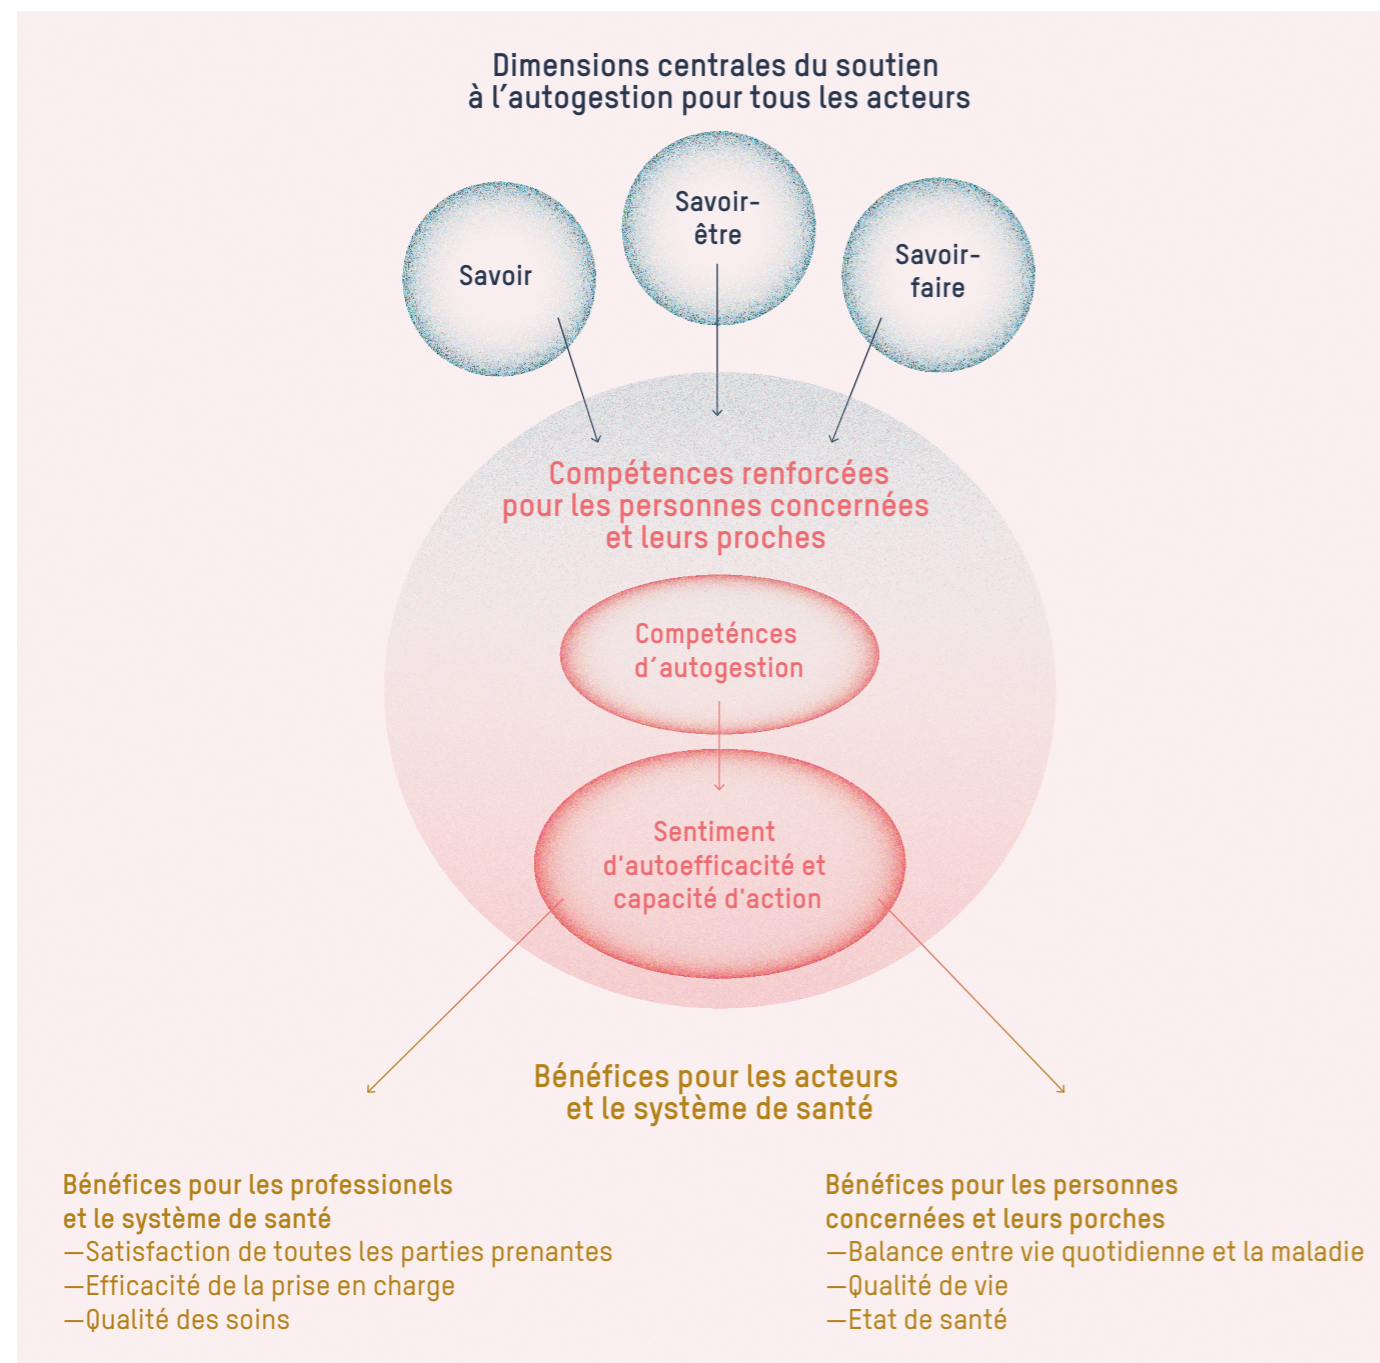 Dimensions centrales du soutien
à l'autogestion pour tous les acteurs
Savoir
Savoir-
être
Savoir-
faire
Compétences renforcées
pour les personnes concernées
et leurs proches
Competénces
d'autogestion
Sentiment
d'autoefficacité et
capacité d'action
Bénéfices pour les acteurs
et le système de santé
Bénéfices pour les professionels
et le système de santé
—Satisfaction de toutes les parties prenantes
—Efficacité de la prise en charge
—Qualité des soins
Bénéfices pour les personnes
concernées et leurs porches
—Balance entre vie quotidienne et la maladie
—Qualité de vie
—Etat de santé